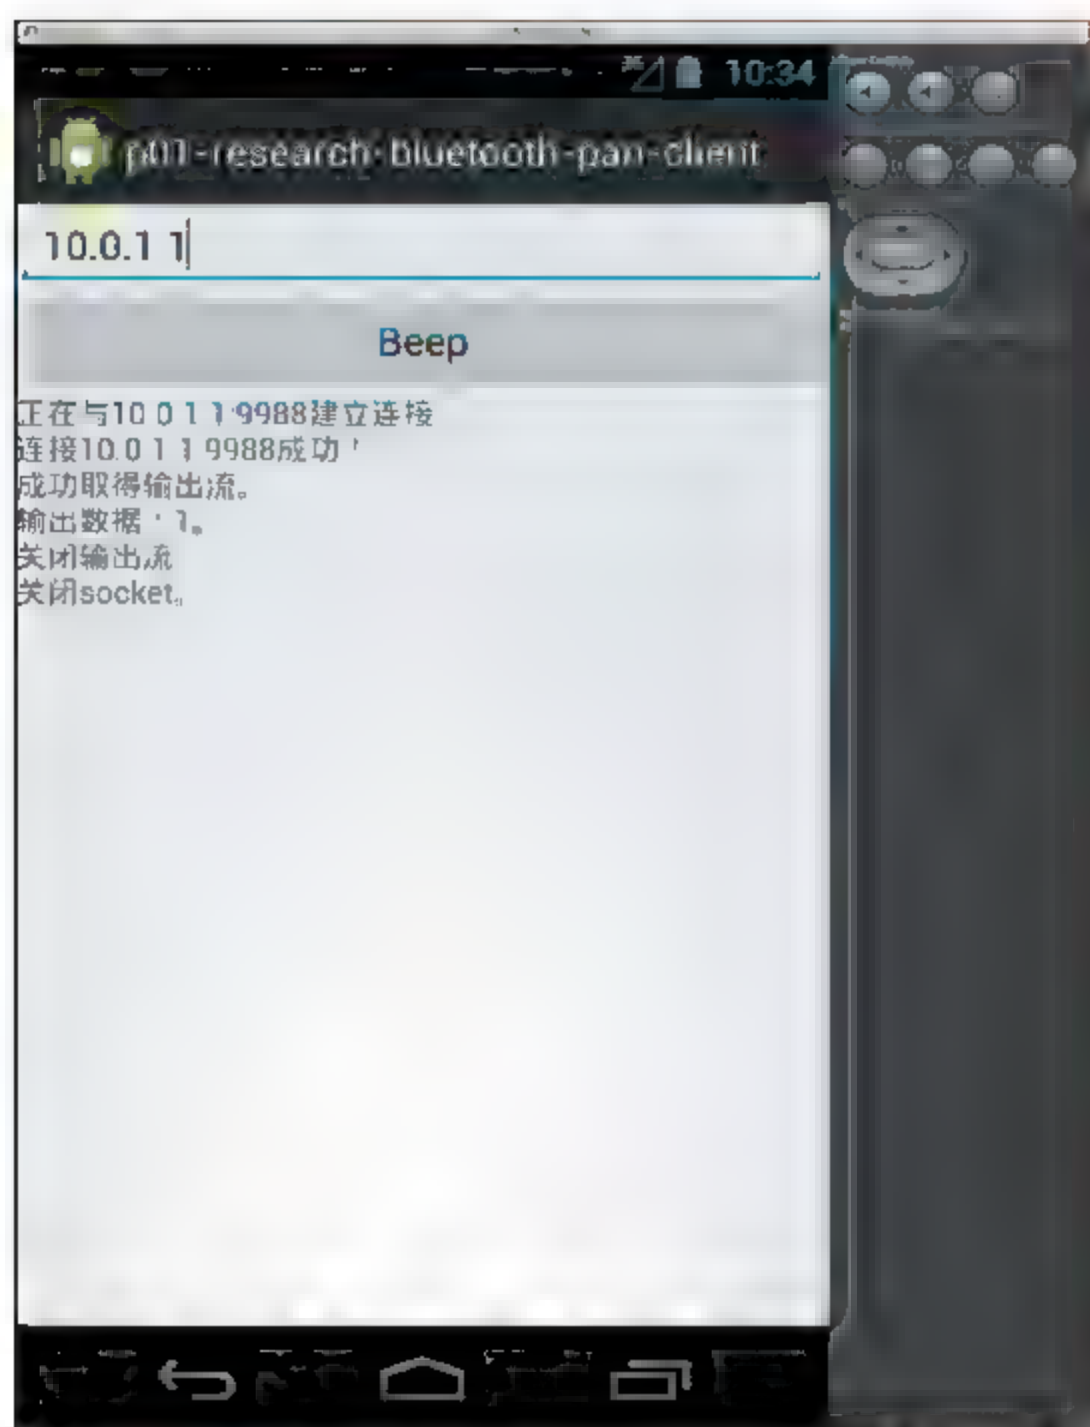 10:34
p01-research-bluetooth-pan-client
10.0.1 1
Beep
正在与10 0 1 1:9988建立连接
连接10.0 1 1 9988成功！
成功取得输出流。
输出数据：1。
关闭输出流
关闭socket。